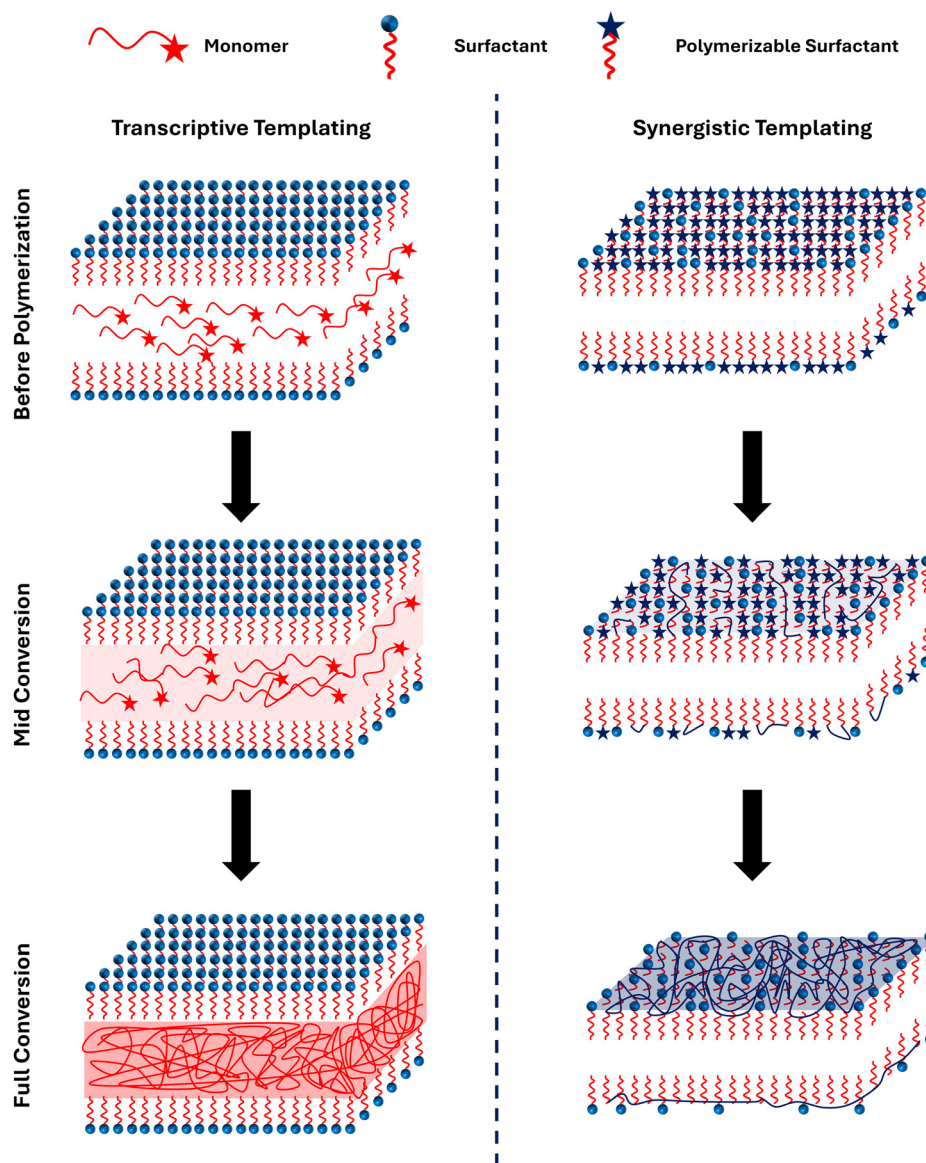 Monomer
Surfactant
Polymerizable Surfactant
Transcriptive Templating
Synergistic Templating
Before Polymerization
Mid Conversion
Full Conversion